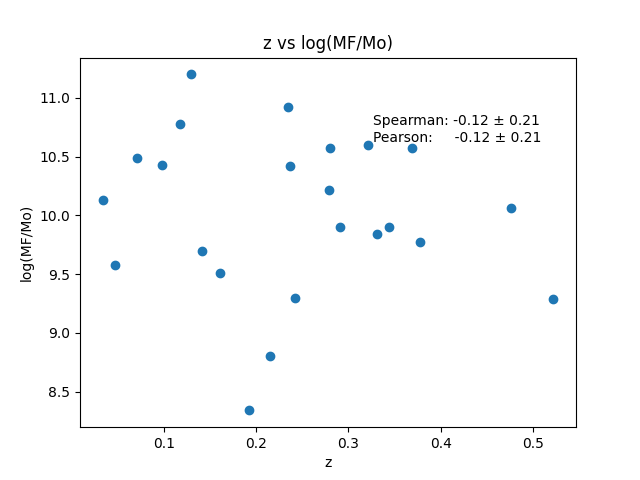 z vs log(MF/Mo)
11.0
10.5
10.0
9.5
9.0
8.5
log(MF/Mo)
Spearman: -0.12 ± 0.21
Pearson: -0.12 ± 0.21
0.1 0.2 0.3 0.4 0.5
z